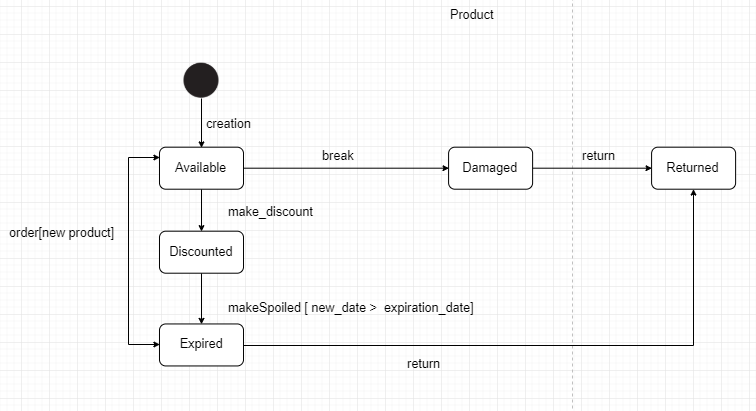 Product
creation
Available
break
Damaged
return
Returned
make_discount
order[new product]
Discounted
makeSpoiled [ new_date >  expiration_date]
Expired
return